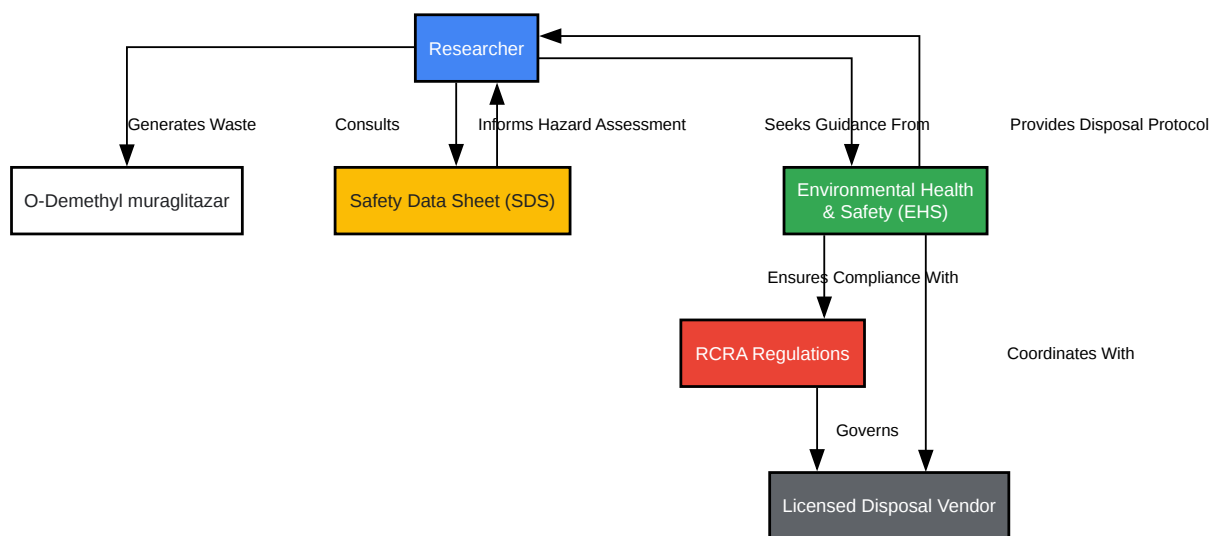 Researcher
Generates Waste
Consults
Informs Hazard Assessment
Seeks Guidance From
Provides Disposal Protocol
O-Demethyl muraglitazar
Safety Data Sheet (SDS)
Environmental Health
& Safety (EHS)
Ensures Compliance With
RCRA Regulations
Coordinates With
Governs
Licensed Disposal Vendor